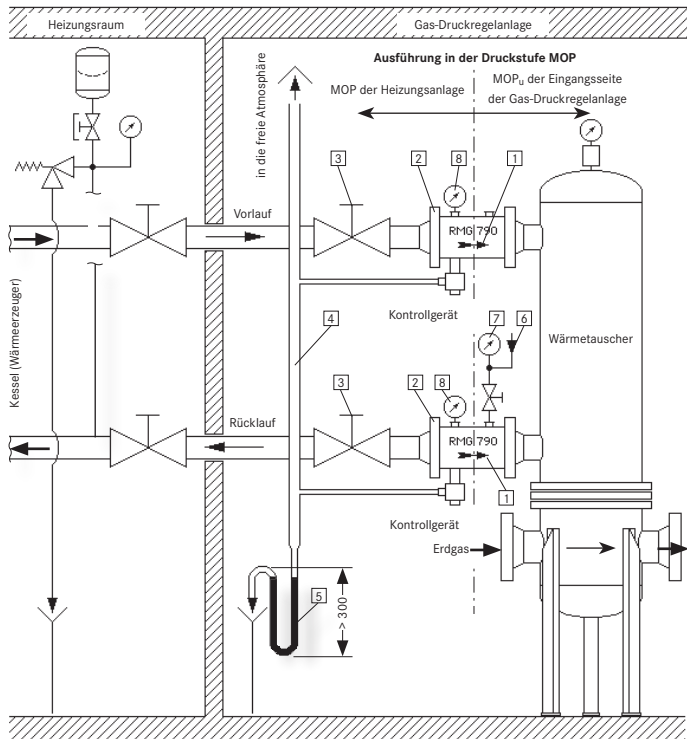 Heizungsraum
Gas-Druckregelanlage
Ausführung in der Druckstufe MOP
MOP der Heizungsanlage
MOPu der Eingangsseite
der Gas-Druckregelanlage
in die freie Atmosphäre
3
2
8
1
Vorlauf
RMG 790
Kontrollgerät
4
7
6
Wärmetauscher
Kessel (Wärmeerzeuger)
3
2
8
Rücklauf
RMG 790
1
Kontrollgerät
Erdgas
5
> 300